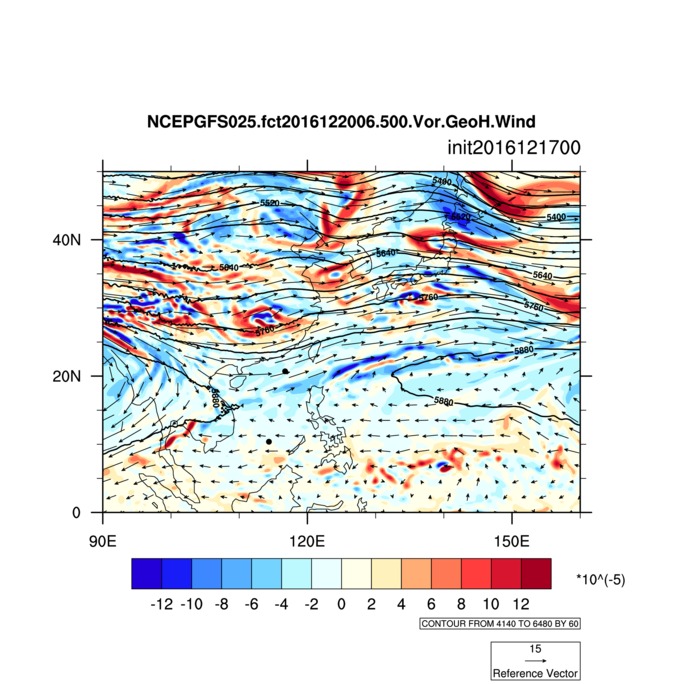 NCEPGFS025.fct2016122006.500.Vor.GeoH.Wind
init2016121700
5400
5520
5520
5400
40N
5640
5640
5640
5760
5760
5760
5880
20N
5880
5880
0
90E 120E 150E
-12 -10 -8 -6 -4 -2 0 2 4 6 8 10 12
*10^(-5)
CONTOUR FROM 4140 TO 6480 BY 60
15
Reference Vector